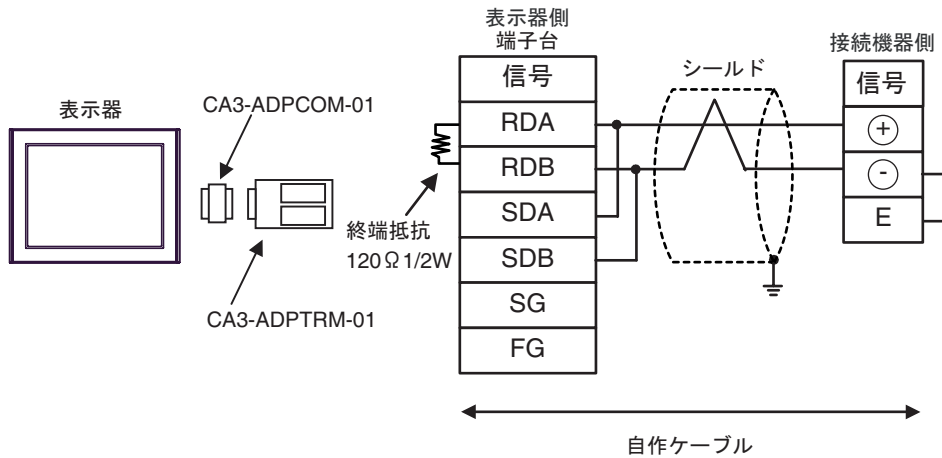 表示器
CA3-ADPCOM-01
CA3-ADPTRM-01
終端抵抗
120Ω1/2W
表示器側
端子台
信号
RDA
RDB
SDA
SDB
SG
FG
シールド
接続機器側
信号
+
-
E
自作ケーブル